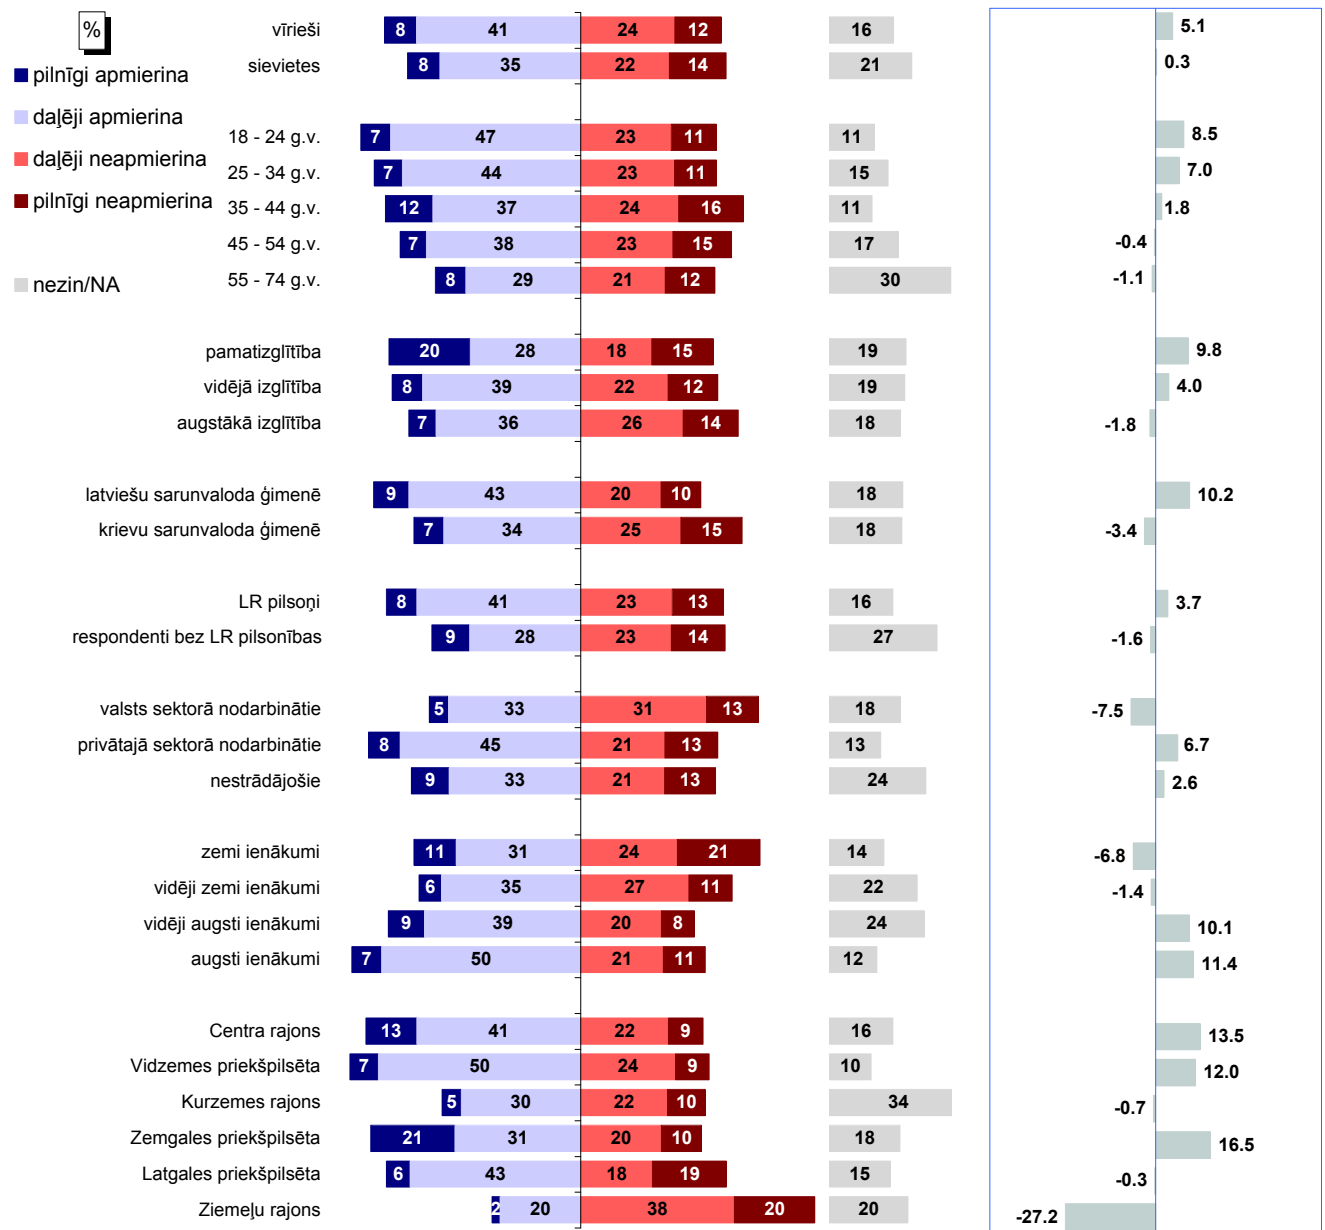 %
pilnīgi apmierina
daļēji apmierina
daļēji neapmierina
pilnīgi neapmierina
nezin/NA
vīrieši 8 41 24 12 16 5.1
sievietes 8 35 22 14 21 0.3
18 - 24 g.v. 7 47 23 11 11 8.5
25 - 34 g.v. 7 44 23 11 15 7.0
35 - 44 g.v. 12 37 24 16 11 1.8
45 - 54 g.v. 7 38 23 15 17 -0.4
55 - 74 g.v. 8 29 21 12 30 -1.1
pamatizglītība 20 28 18 15 19 9.8
vidējā izglītība 8 39 22 12 19 4.0
augstākā izglītība 7 36 26 14 18 -1.8
latviešu sarunvaloda ģimenē 9 43 20 10 18 10.2
krievu sarunvaloda ģimenē 7 34 25 15 18 -3.4
LR pilsoņi 8 41 23 13 16 3.7
respondenti bez LR pilsonības 9 28 23 14 27 -1.6
valsts sektorā nodarbinātie 5 33 31 13 18 -7.5
privātajā sektorā nodarbinātie 8 45 21 13 13 6.7
nestrādājošie 9 33 21 13 24 2.6
zemi ienākumi 11 31 24 21 14 -6.8
vidēji zemi ienākumi 6 35 27 11 22 -1.4
vidēji augsti ienākumi 9 39 20 8 24 10.1
augsti ienākumi 7 50 21 11 12 11.4
Centra rajons 13 41 22 9 16 13.5
Vidzemes priekšpilsēta 7 50 24 9 10 12.0
Kurzemes rajons 5 30 22 10 34 -0.7
Zemgales priekšpilsēta 21 31 20 10 18 16.5
Latgales priekšpilsēta 6 43 18 19 15 -0.3
Ziemeļu rajons 2 20 38 20 20 -27.2